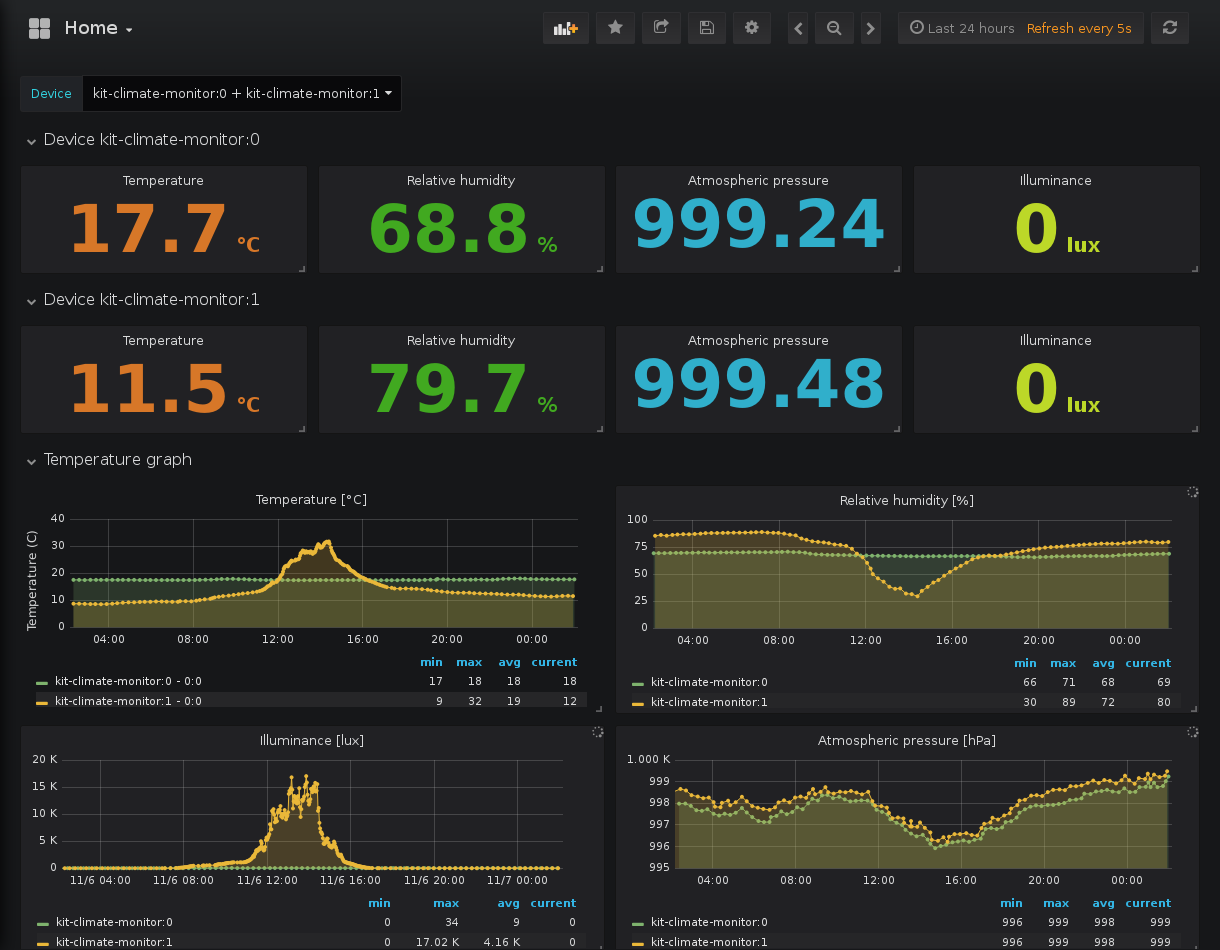 Home
Last 24 hours Refresh every 5s
Device kit-climate-monitor:0 + kit-climate-monitor:1
Device kit-climate-monitor:0
Temperature Relative humidity Atmospheric pressure Illuminance
17.7 °C 68.8 % 999.24 0 lux
Device kit-climate-monitor:1
Temperature Relative humidity Atmospheric pressure Illuminance
11.5 °C 79.7 % 999.48 0 lux
Temperature graph
Temperature [°C]
Temperature (C)
40
30
20
10
0
04:00 08:00 12:00 16:00 20:00 00:00
min max avg current
kit-climate-monitor:0 - 0:0 17 18 18 18
kit-climate-monitor:1 - 0:0 9 32 19 12
Relative humidity [%]
100
75
50
25
0
04:00 08:00 12:00 16:00 20:00 00:00
min max avg current
kit-climate-monitor:0 66 71 68 69
kit-climate-monitor:1 30 89 72 80
Illuminance [lux]
20 K
15 K
10 K
5 K
0
11/6 04:00 11/6 08:00 11/6 12:00 11/6 16:00 11/6 20:00 11/7 00:00
min max avg current
kit-climate-monitor:0 0 34 9 0
kit-climate-monitor:1 0 17.02 K 4.16 K 0
Atmospheric pressure [hPa]
1.000 K
999
998
997
996
995
04:00 08:00 12:00 16:00 20:00 00:00
min max avg current
kit-climate-monitor:0 996 999 998 999
kit-climate-monitor:1 996 999 998 999